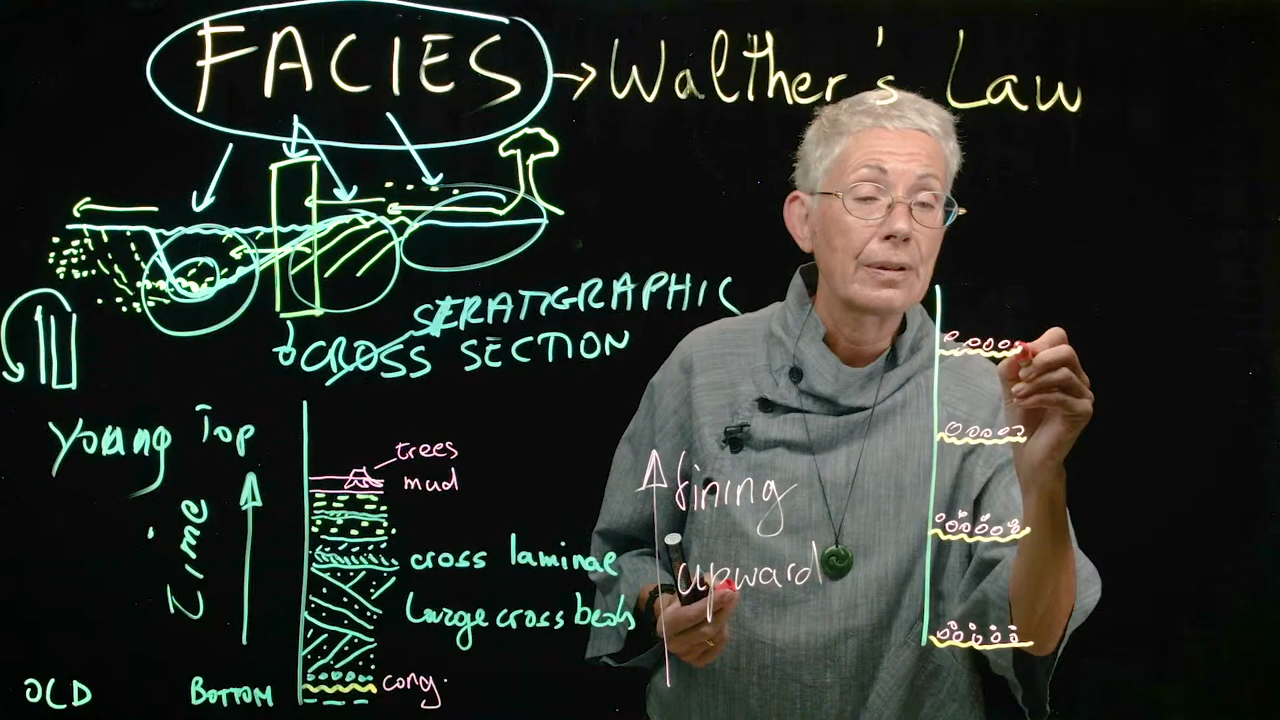 FACIES → Walther's Law
STRATIGRAPHIC
CROSS SECTION
Young Top
trees
mud
Time
cross laminae
Large cross beds
fining
upward
cong.
OLD BOTTOM